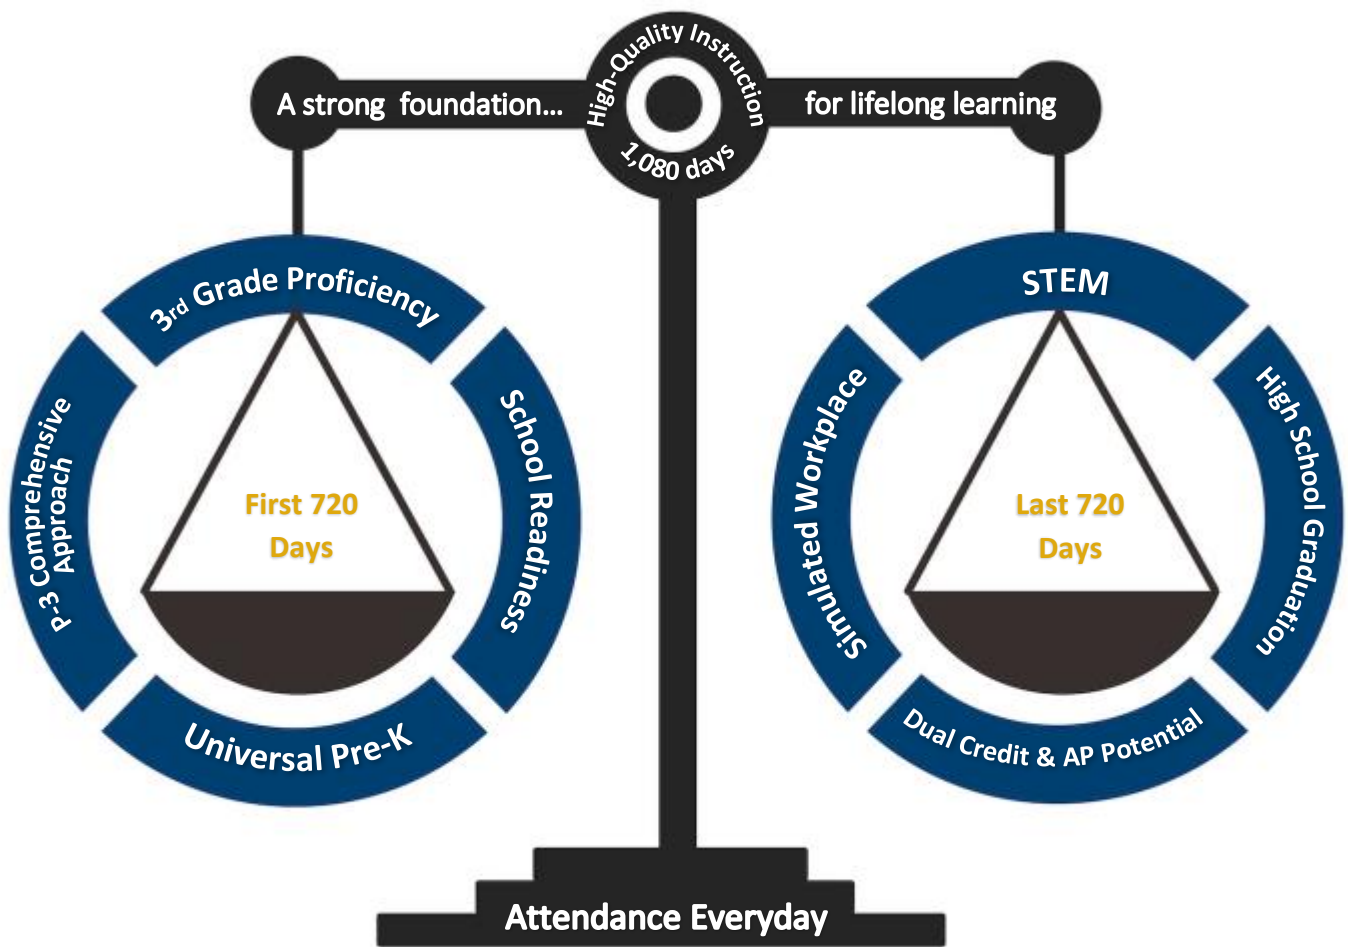 A strong foundation...
High-Quality Instruction
1,080 days
for lifelong learning
3rd Grade Proficiency
School Readiness
Universal Pre-K
P-3 Comprehensive
Approach
First 720
Days
STEM
High School Graduation
Dual Credit & AP Potential
Simulated Workplace
Last 720
Days
Attendance Everyday